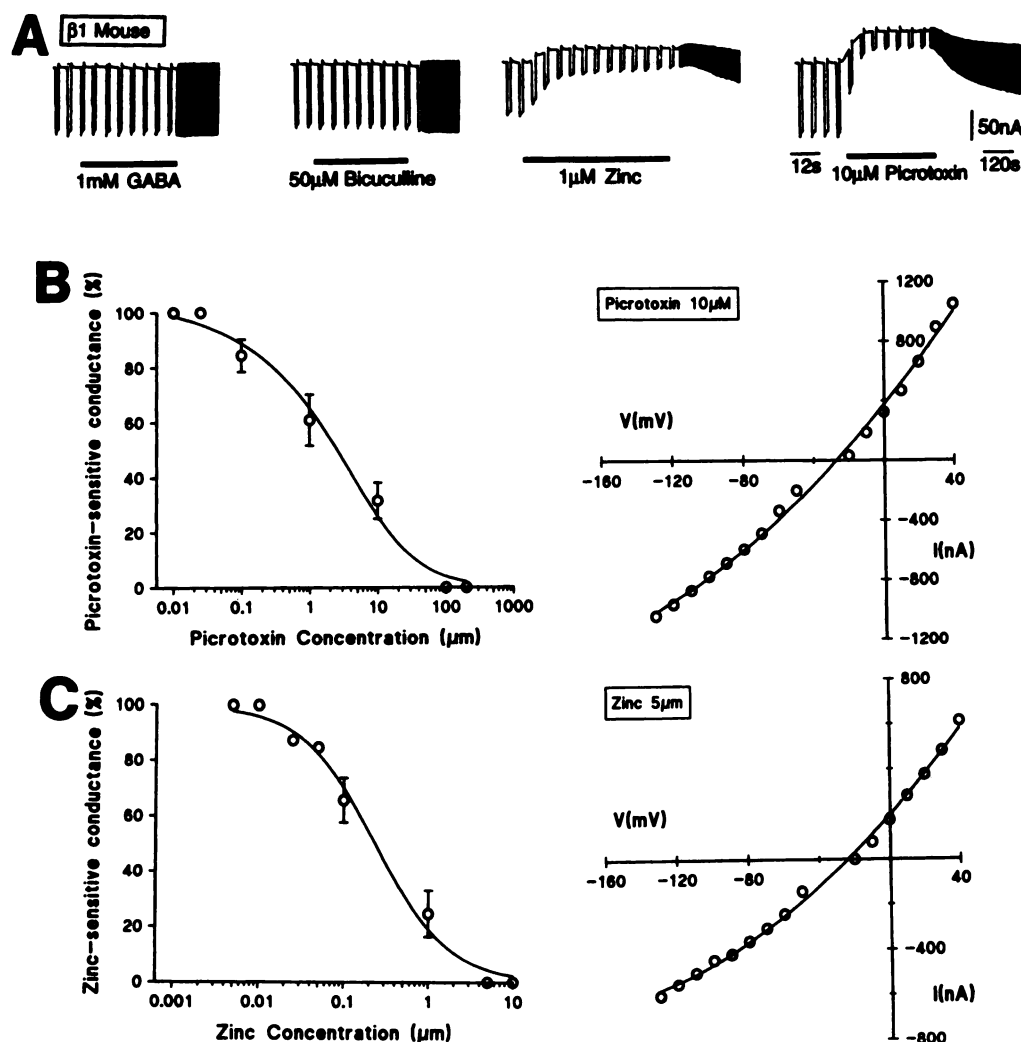 A
β1 Mouse
1mM GABA
50μM Bicuculline
1μM Zinc
12s
10μM Picrotoxin
50nA
120s
B
Picrotoxin-sensitive conductance (%)
100
80
60
40
20
0
0.01
0.1
1
10
100
1000
Picrotoxin Concentration (μm)
Picrotoxin 10μM
V(mV)
I(nA)
1200
800
-400
-800
-1200
-160
-120
-80
40
C
Zinc-sensitive conductance (%)
100
80
60
40
20
0
0.001
0.01
0.1
1
10
Zinc Concentration (μm)
Zinc 5μm
V(mV)
I(nA)
800
-400
-800
-160
-120
-80
40